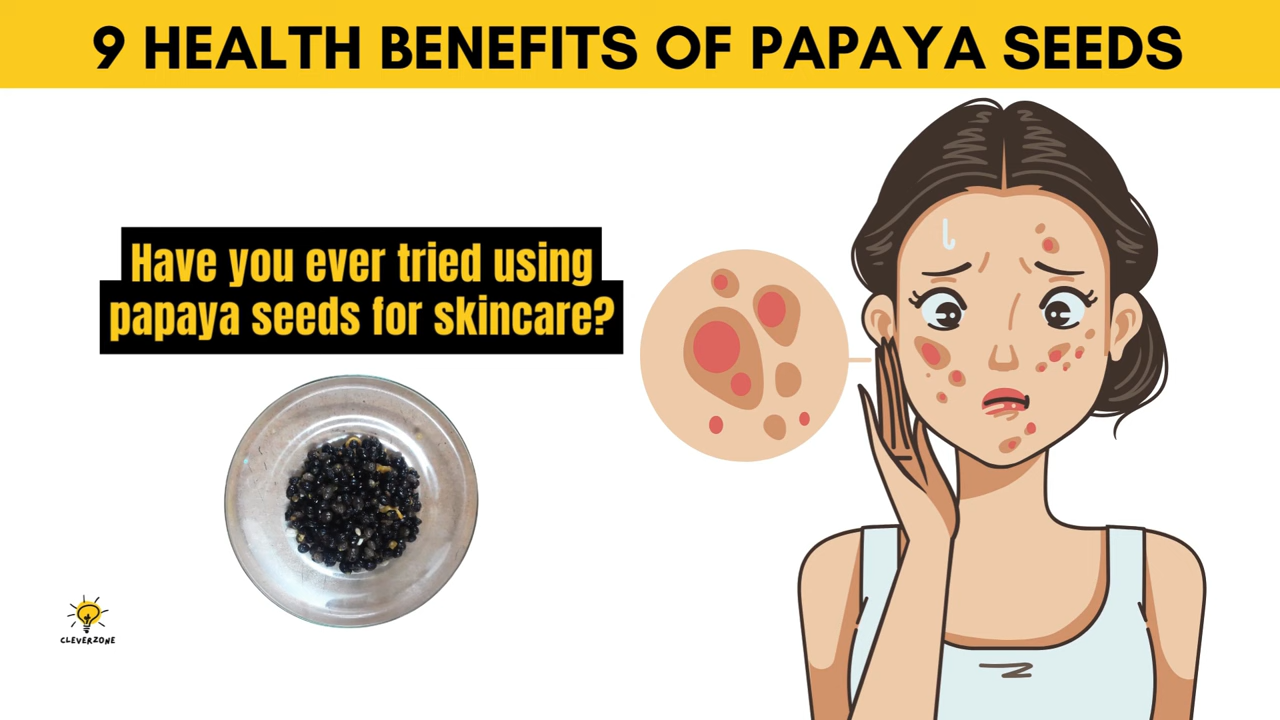 9 HEALTH BENEFITS OF PAPAYA SEEDS
Have you ever tried using
papaya seeds for skincare?
CLEVERZONE